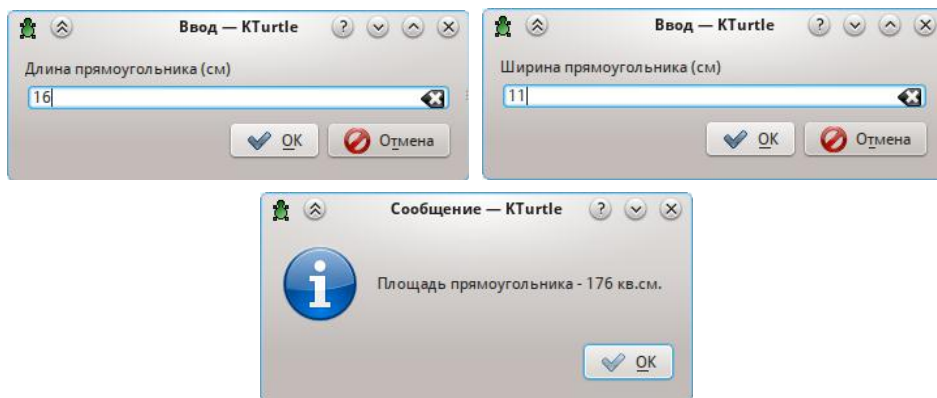 Ввод — KTurtle
Длина прямоугольника (см)
16
OK
Отмена
Ввод — KTurtle
Ширина прямоугольника (см)
11
OK
Отмена
Сообщение — KTurtle
Площадь прямоугольника - 176 кв.см.
OK